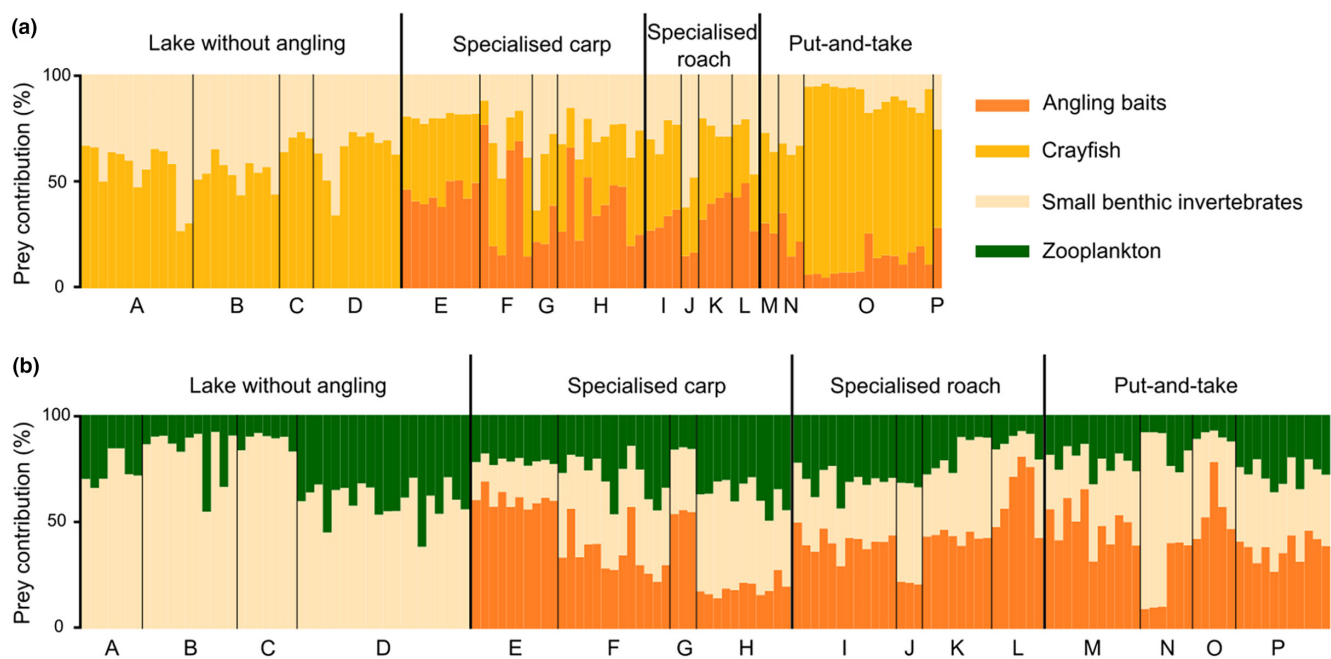 (a)
Lake without angling
Specialised carp
Specialised
roach
Put-and-take
Prey contribution (%)
100
50
0
A B C D E F G H I J K L M N O P
Angling baits
Crayfish
Small benthic invertebrates
Zooplankton
(b)
Lake without angling
Specialised carp
Specialised roach
Put-and-take
Prey contribution (%)
100
50
0
A B C D E F G H I J K L M N O P